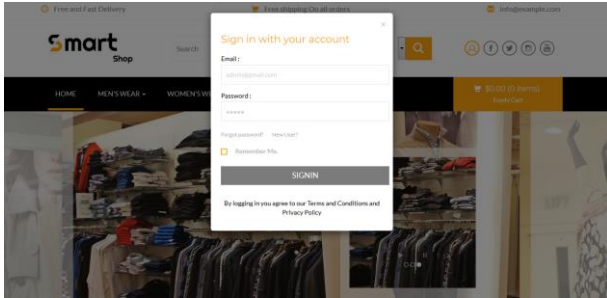 Free and Fast Delivery
Free shipping On all orders
info@example.com
Smart
Shop
Search
×
Sign in with your account
Email :
admin@gmail.com
Password :
Forgot password? New User?
Remember Me.
SIGNIN
By logging in you agree to our Terms and Conditions and
Privacy Policy
HOME
MEN'S WEAR
WOMEN'S WE
$0.00 (0 items)
Empty Cart